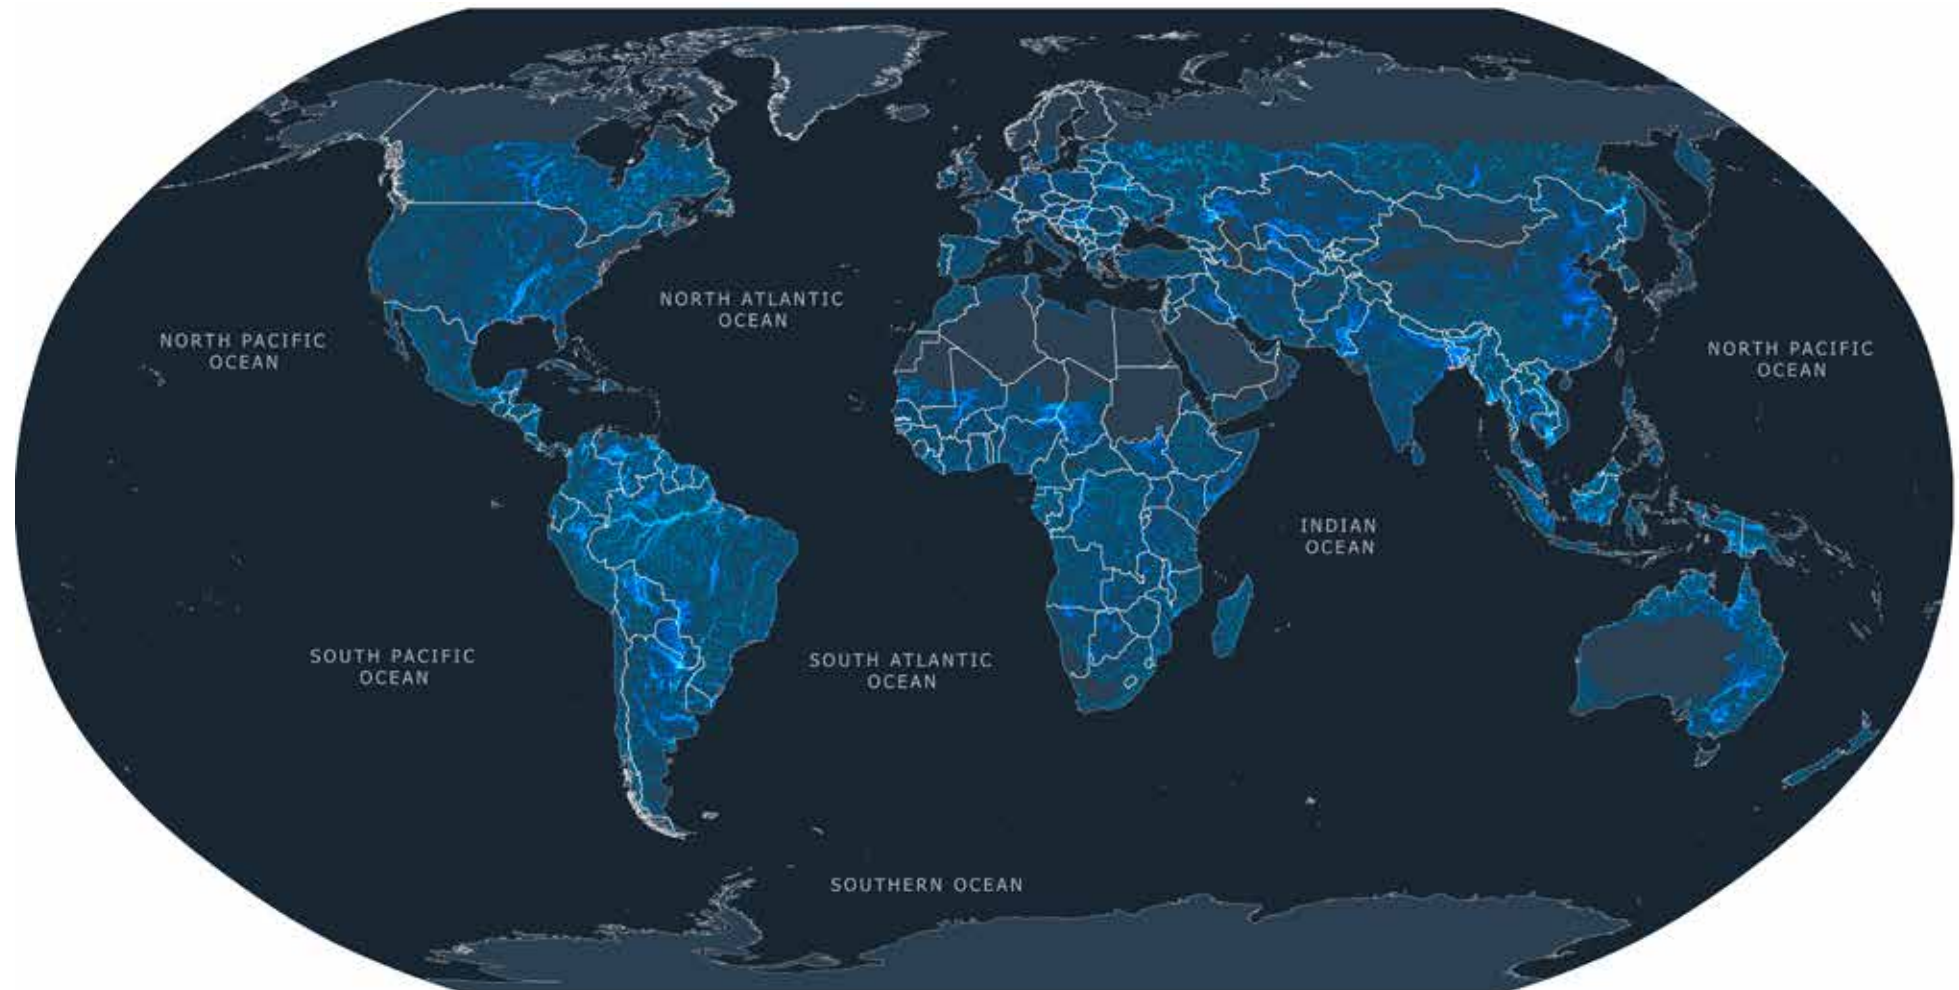 NORTH ATLANTIC
OCEAN
NORTH PACIFIC
OCEAN
NORTH PACIFIC
OCEAN
INDIAN
OCEAN
SOUTH PACIFIC
OCEAN
SOUTH ATLANTIC
OCEAN
SOUTHERN OCEAN